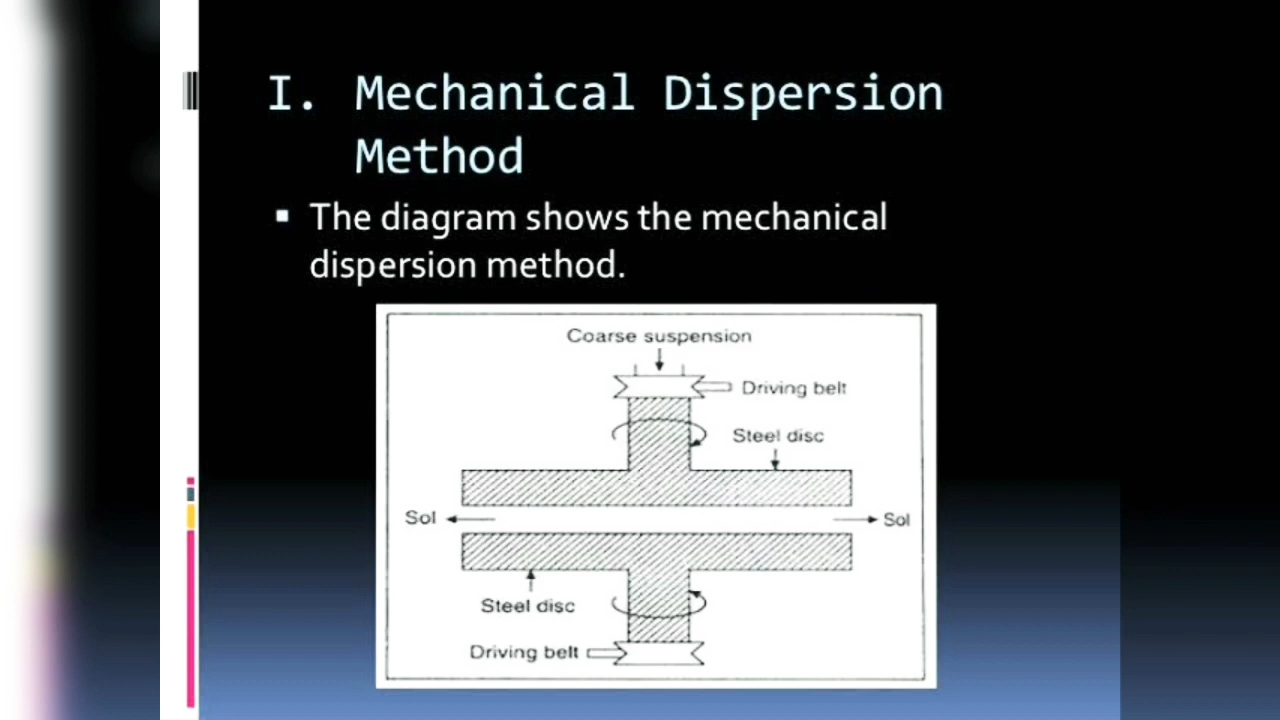 I. Mechanical Dispersion
Method
▪ The diagram shows the mechanical
dispersion method.
Coarse suspension
Driving belt
Steel disc
Sol
Sol
Steel disc
Driving belt